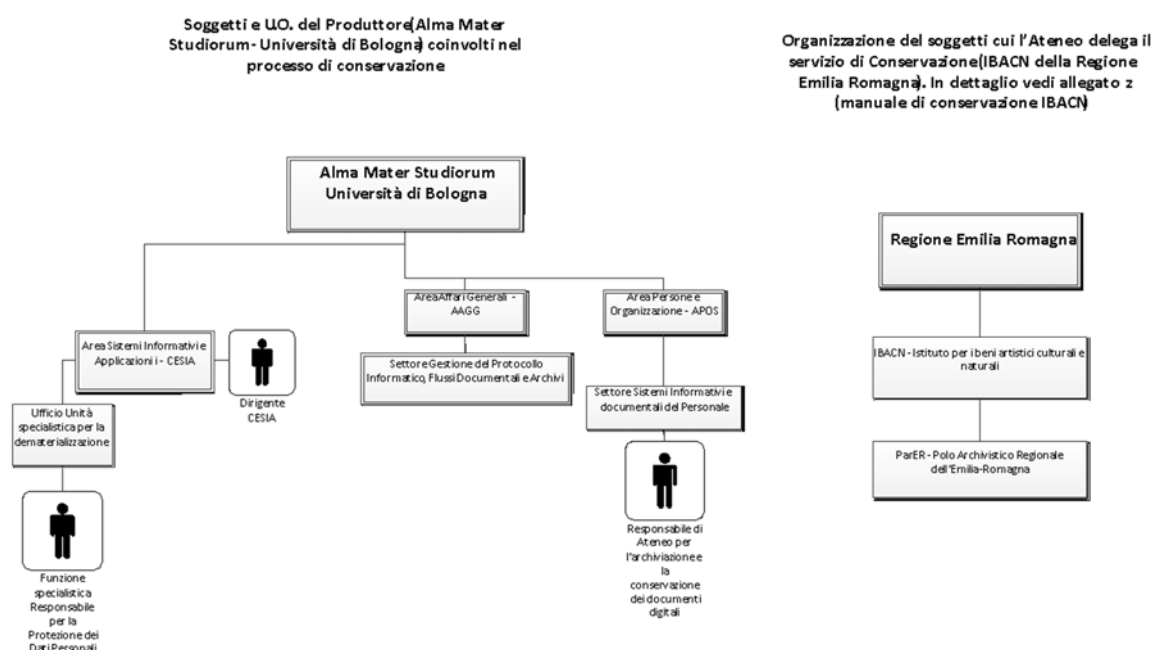 Soggetti e U.O. del Produttore(Alma Mater
Studiorum- Università di Bologna) coinvolti nel
processo di conservazione
Organizzazione del soggetti cui l'Ateneo delega il
servizio di Conservazione(IBACN della Regione
Emilia Romagna). In dettaglio vedi allegato 2
(manuale di conservazione IBACN)
Alma Mater Studiorum
Università di Bologna
Regione Emilia Romagna
Area Affari Generali -
AAGG
Area Persone e
Organizzazione - APOS
Area Sistemi Informativi e
Applicazioni i - CESIA
Dirigente
CESIA
Settore Gestione del Protocollo
Informatico, Flussi Documentali e Archivi
Settore Sistemi Informativi e
documentali del Personale
IBACN - Istituto per i beni artistici culturali e
naturali
Ufficio Unità
specialistica per la
dematerializzazione
ParER - Polo Archivistico Regionale
dell'Emilia-Romagna
Funzione
specialistica
Responsabile
per la
Protezione dei
Dati Personali
Responsabile di
Ateneo per
l'archiviazione e
la
conservazione
dei documenti
digitali